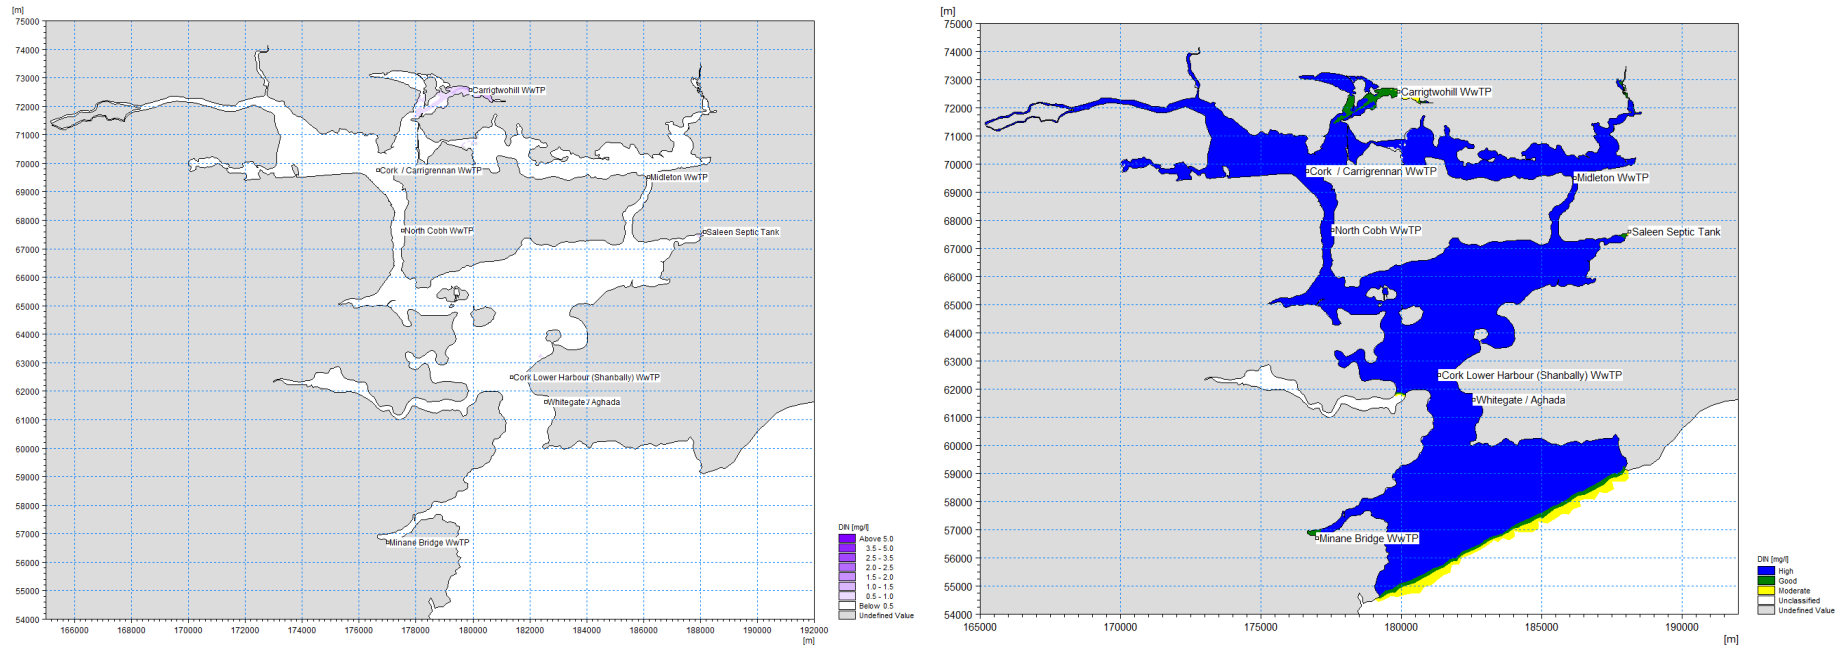 [m]
75000
74000
73000
72000
71000
70000
69000
68000
67000
66000
65000
64000
63000
62000
61000
60000
59000
58000
57000
56000
55000
54000
Carrigtwohill WwTP
Cork / Carrigrennan WwTP
Midleton WwTP
North Cobh WwTP
Saleen Septic Tank
Cork Lower Harbour (Shanbally) WwTP
Whitegate / Aghada
Minane Bridge WwTP
166000 168000 170000 172000 174000 176000 178000 180000 182000 184000 186000 188000 190000 192000
[m]
DIN [mg/l]
Above 5.0
3.5 - 5.0
2.5 - 3.5
2.0 - 2.5
1.5 - 2.0
1.0 - 1.5
0.5 - 1.0
Below 0.5
Undefined Value
[m]
75000
74000
73000
72000
71000
70000
69000
68000
67000
66000
65000
64000
63000
62000
61000
60000
59000
58000
57000
56000
55000
54000
Carrigtwohill WwTP
Cork / Carrigrennan WwTP
Midleton WwTP
North Cobh WwTP
Saleen Septic Tank
Cork Lower Harbour (Shanbally) WwTP
Whitegate / Aghada
Minane Bridge WwTP
165000 170000 175000 180000 185000 190000
[m]
DIN [mg/l]
High
Good
Moderate
Unclassified
Undefined Value